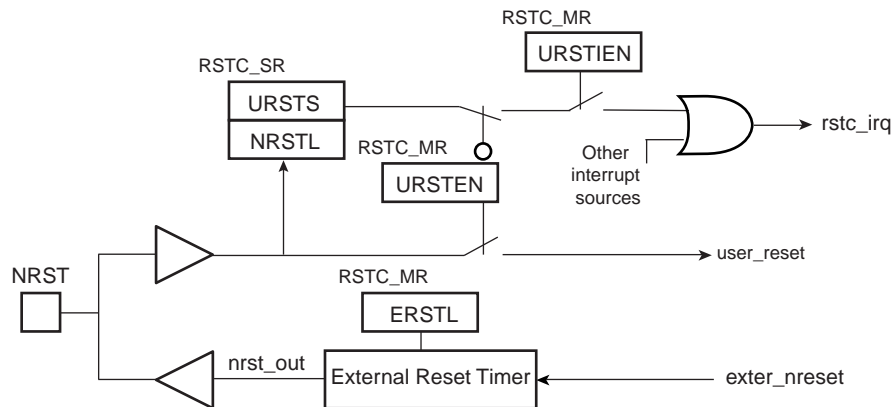 RSTC_MR
URSTIEN
RSTC_SR
URSTS
NRSTL
rstc_irq
RSTC_MR
URSTEN
Other
interrupt
sources
user_reset
NRST
RSTC_MR
ERSTL
nrst_out
External Reset Timer
exter_nreset